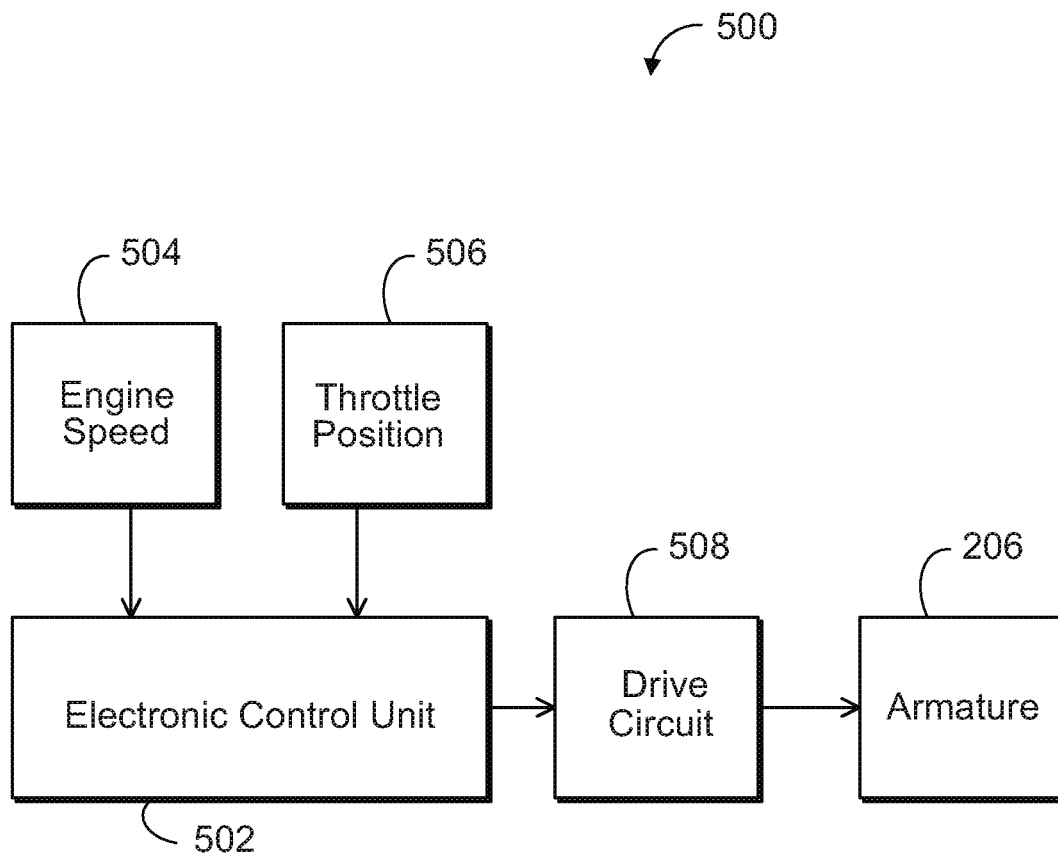 500
504
506
Engine
Speed
Throttle
Position
508
206
Electronic Control Unit
Drive
Circuit
Armature
502